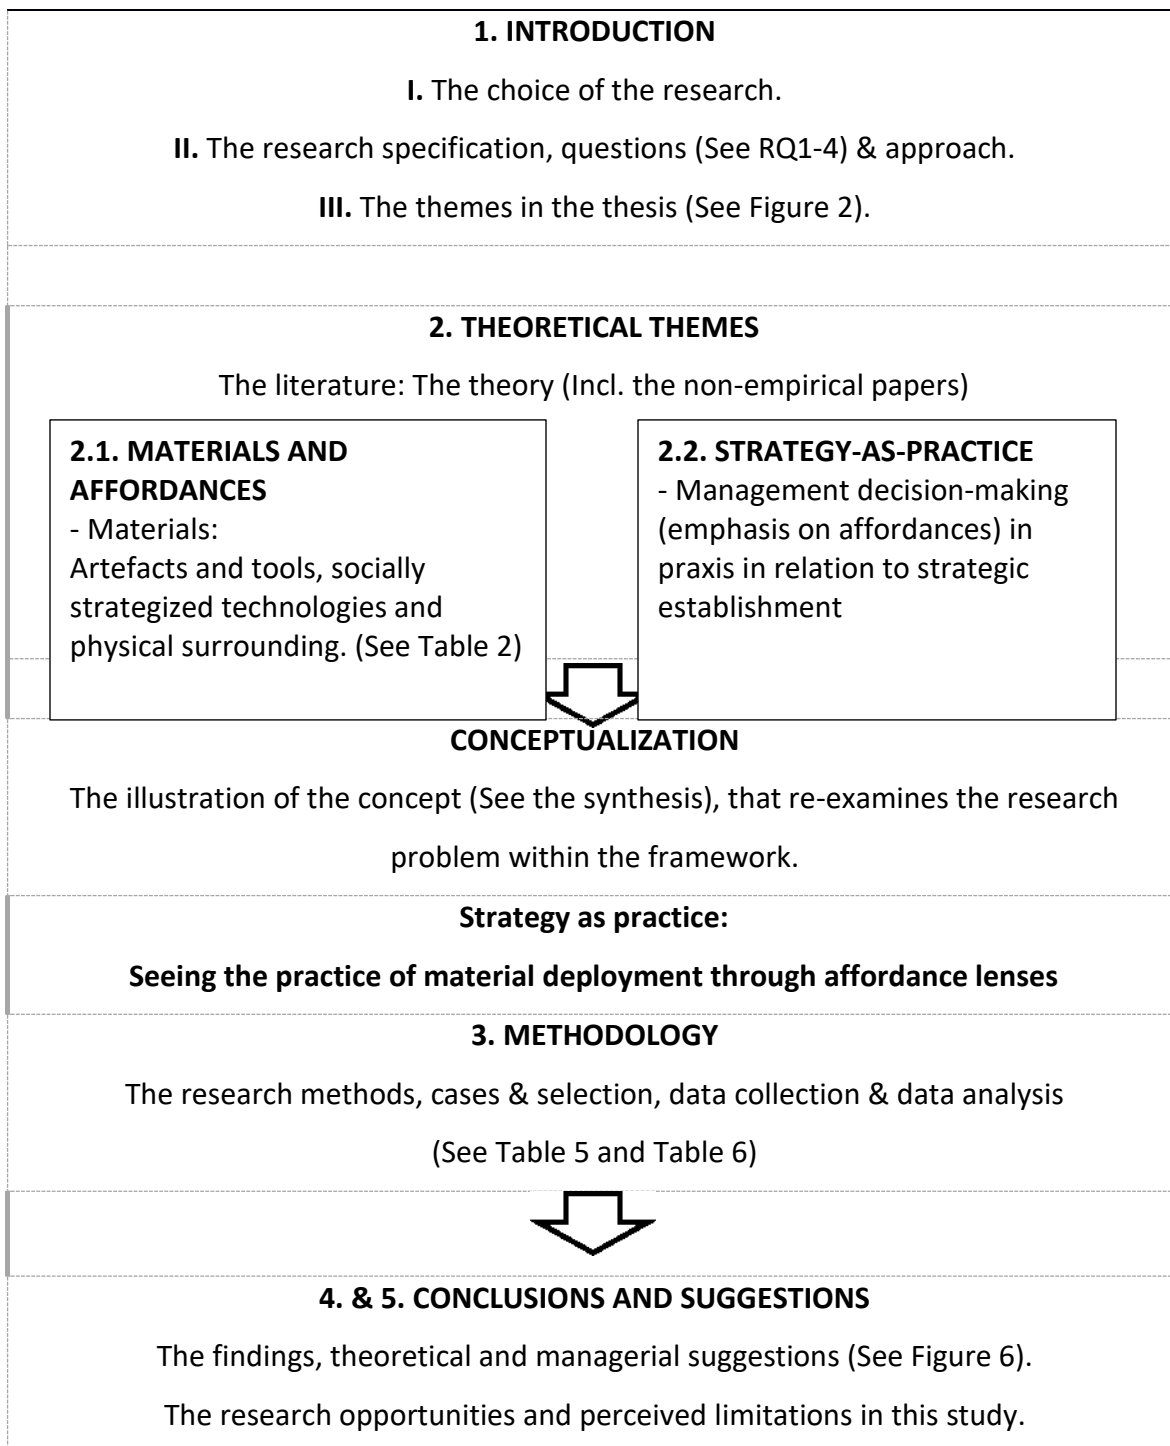 1. INTRODUCTION
I. The choice of the research.
II. The research specification, questions (See RQ1-4) & approach.
III. The themes in the thesis (See Figure 2).
2. THEORETICAL THEMES
The literature: The theory (Incl. the non-empirical papers)
2.1. MATERIALS AND
AFFORDANCES
- Materials:
Artefacts and tools, socially
strategized technologies and
physical surrounding. (See Table 2)
2.2. STRATEGY-AS-PRACTICE
- Management decision-making
(emphasis on affordances) in
praxis in relation to strategic
establishment
CONCEPTUALIZATION
The illustration of the concept (See the synthesis), that re-examines the research
problem within the framework.
Strategy as practice:
Seeing the practice of material deployment through affordance lenses
3. METHODOLOGY
The research methods, cases & selection, data collection & data analysis
(See Table 5 and Table 6)
4. & 5. CONCLUSIONS AND SUGGESTIONS
The findings, theoretical and managerial suggestions (See Figure 6).
The research opportunities and perceived limitations in this study.